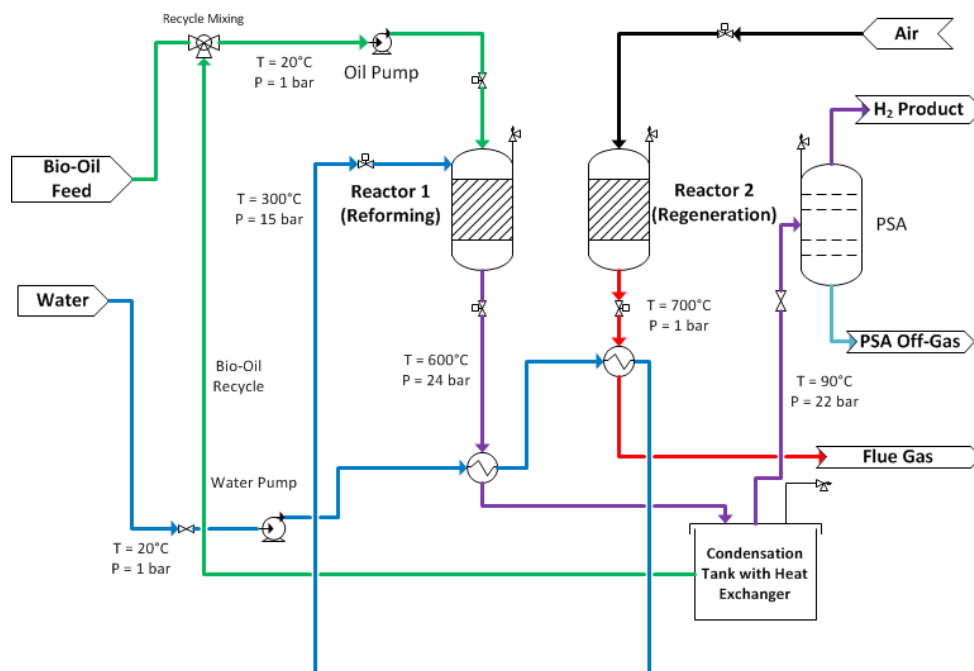 Recycle Mixing
Air
T = 20°C
P = 1 bar
Oil Pump
H₂ Product
Bio-Oil
Feed
T = 300°C
P = 15 bar
Reactor 1
(Reforming)
Reactor 2
(Regeneration)
PSA
Water
T = 700°C
P = 1 bar
PSA Off-Gas
Bio-Oil
Recycle
T = 600°C
P = 24 bar
T = 90°C
P = 22 bar
Flue Gas
Water Pump
T = 20°C
P = 1 bar
Condensation
Tank with Heat
Exchanger